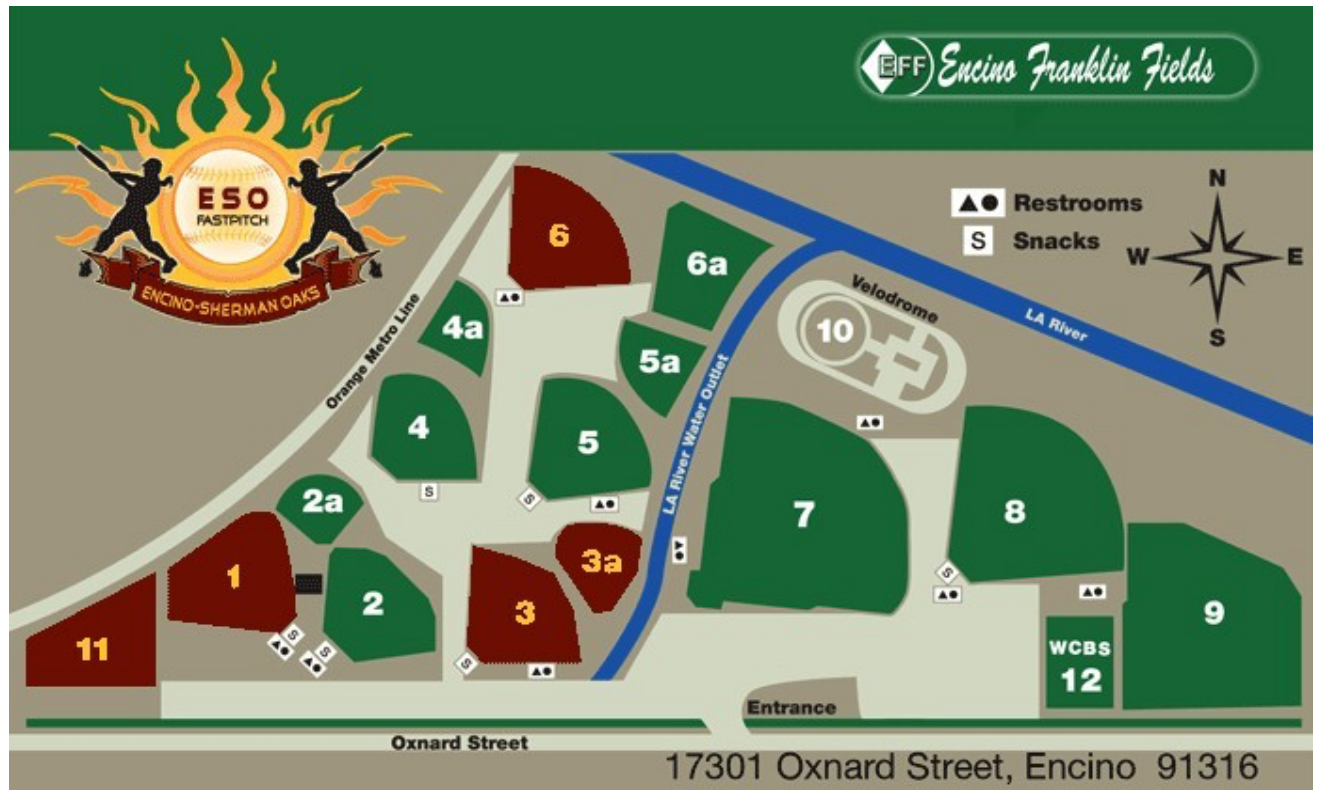 EFF Encino Franklin Fields
ESO
FASTPITCH
ENCINO-SHERMAN OAKS
▲● Restrooms
S Snacks
N
W E
S
6
6a
Velodrome
LA River
Orange Metro Line
4a
10
5a
LA River Water Outlet
4
5
S
S
7
8
2a
1
3a
2
3
S
S
S
S
9
11
WCBS
12
Entrance
Oxnard Street
17301 Oxnard Street, Encino 91316